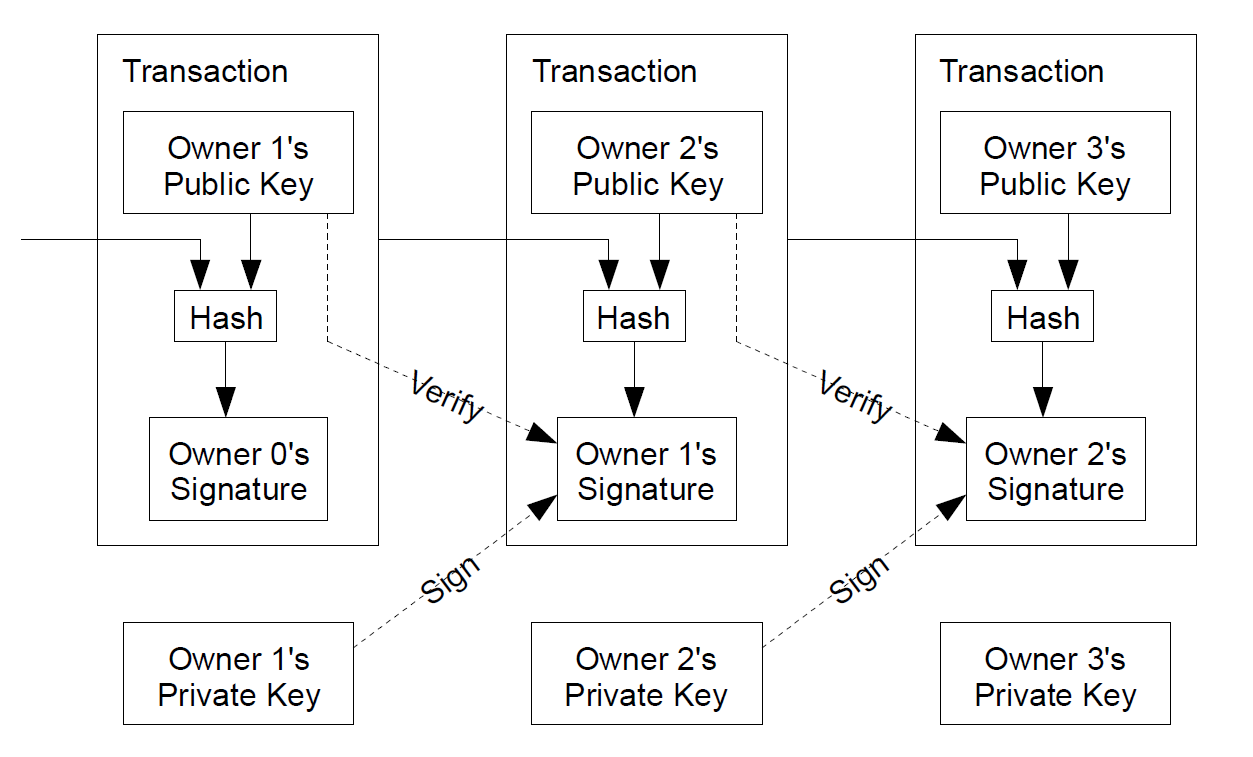 Transaction
Owner 1's
Public Key
Hash
Owner 0's
Signature
Transaction
Owner 2's
Public Key
Hash
Verify
Owner 1's
Signature
Sign
Transaction
Owner 3's
Public Key
Hash
Verify
Owner 2's
Signature
Sign
Owner 1's
Private Key
Owner 2's
Private Key
Owner 3's
Private Key